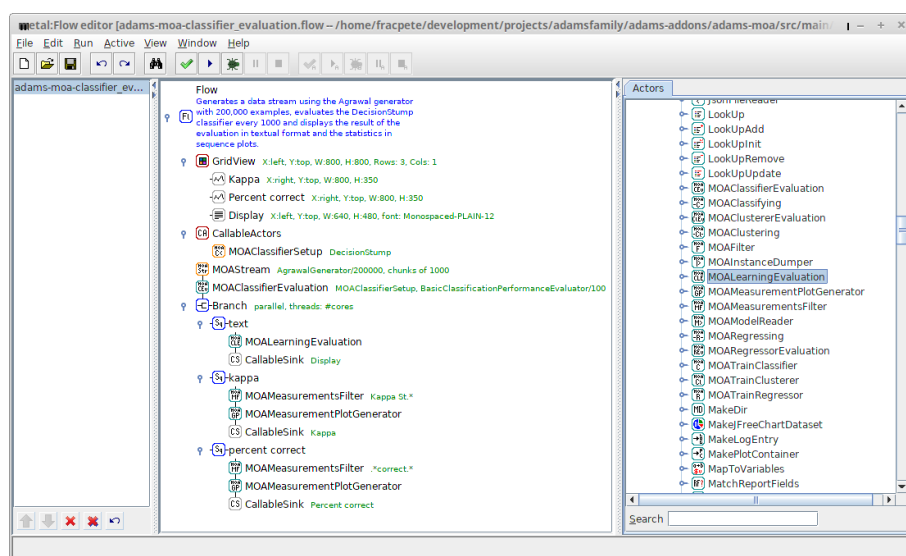 metal:Flow editor [adams-moa-classifier_evaluation.flow – /home/fracpete/development/projects/adamsfamily/adams-addons/adams-moa/src/main/
File Edit Run Active View Window Help
adams-moa-classifier_ev...
Flow
Generates a data stream using the Agrawal generator
with 200,000 examples, evaluates the DecisionStump
classifier every 1000 and displays the result of the
evaluation in textual format and the statistics in
sequence plots.
GridView X:left, Y:top, W:800, H:800, Rows: 3, Cols: 1
Kappa X:right, Y:top, W:800, H:350
Percent correct X:right, Y:top, W:800, H:350
Display X:left, Y:top, W:640, H:480, font: Monospaced-PLAIN-12
CallableActors
MOAClassifierSetup DecisionStump
MOAStream AgrawalGenerator/200000, chunks of 1000
MOAClassifierEvaluation MOAClassifierSetup, BasicClassificationPerformanceEvaluator/100
Branch parallel, threads: #cores
text
MOALearningEvaluation
CallableSink Display
kappa
MOAMeasurementsFilter Kappa St.*
MOAMeasurementPlotGenerator
CallableSink Kappa
percent correct
MOAMeasurementsFilter .*correct.*
MOAMeasurementPlotGenerator
CallableSink Percent correct
Actors
JsonFileReader
LookUp
LookUpAdd
LookUpInit
LookUpRemove
LookUpUpdate
MOAClassifierEvaluation
MOAClassifying
MOAClustererEvaluation
MOAClustering
MOAFilter
MOAInstanceDumper
MOALearningEvaluation
MOAMeasurementPlotGenerator
MOAMeasurementsFilter
MOAModelReader
MOARegressing
MOARegressorEvaluation
MOATrainClassifier
MOATrainClusterer
MOATrainRegressor
MakeDir
MakeJFreeChartDataset
MakeLogEntry
MakePlotContainer
MapToVariables
MatchReportFields
Search